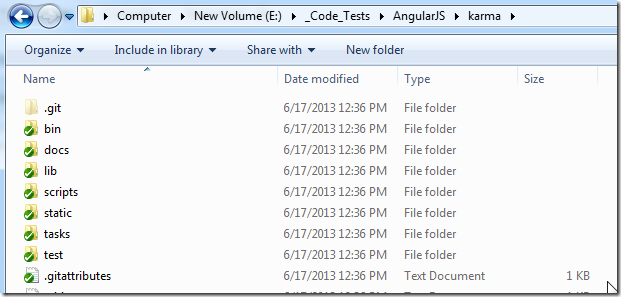 Computer New Volume (E:) _Code_Tests AngularJS karma
Organize Include in library Share with New folder
Name Date modified Type Size
.git 6/17/2013 12:36 PM File folder
bin 6/17/2013 12:36 PM File folder
docs 6/17/2013 12:36 PM File folder
lib 6/17/2013 12:36 PM File folder
scripts 6/17/2013 12:36 PM File folder
static 6/17/2013 12:36 PM File folder
tasks 6/17/2013 12:36 PM File folder
test 6/17/2013 12:36 PM File folder
.gitattributes 6/17/2013 12:36 PM Text Document 1 KB